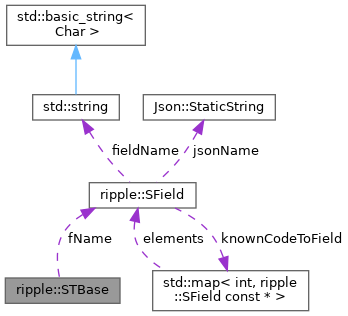 std::basic_string<
Char >
std::string
Json::StaticString
fieldName
jsonName
ripple::SField
fName
elements
knownCodeToField
ripple::STBase
std::map< int, ripple
::SField const * >